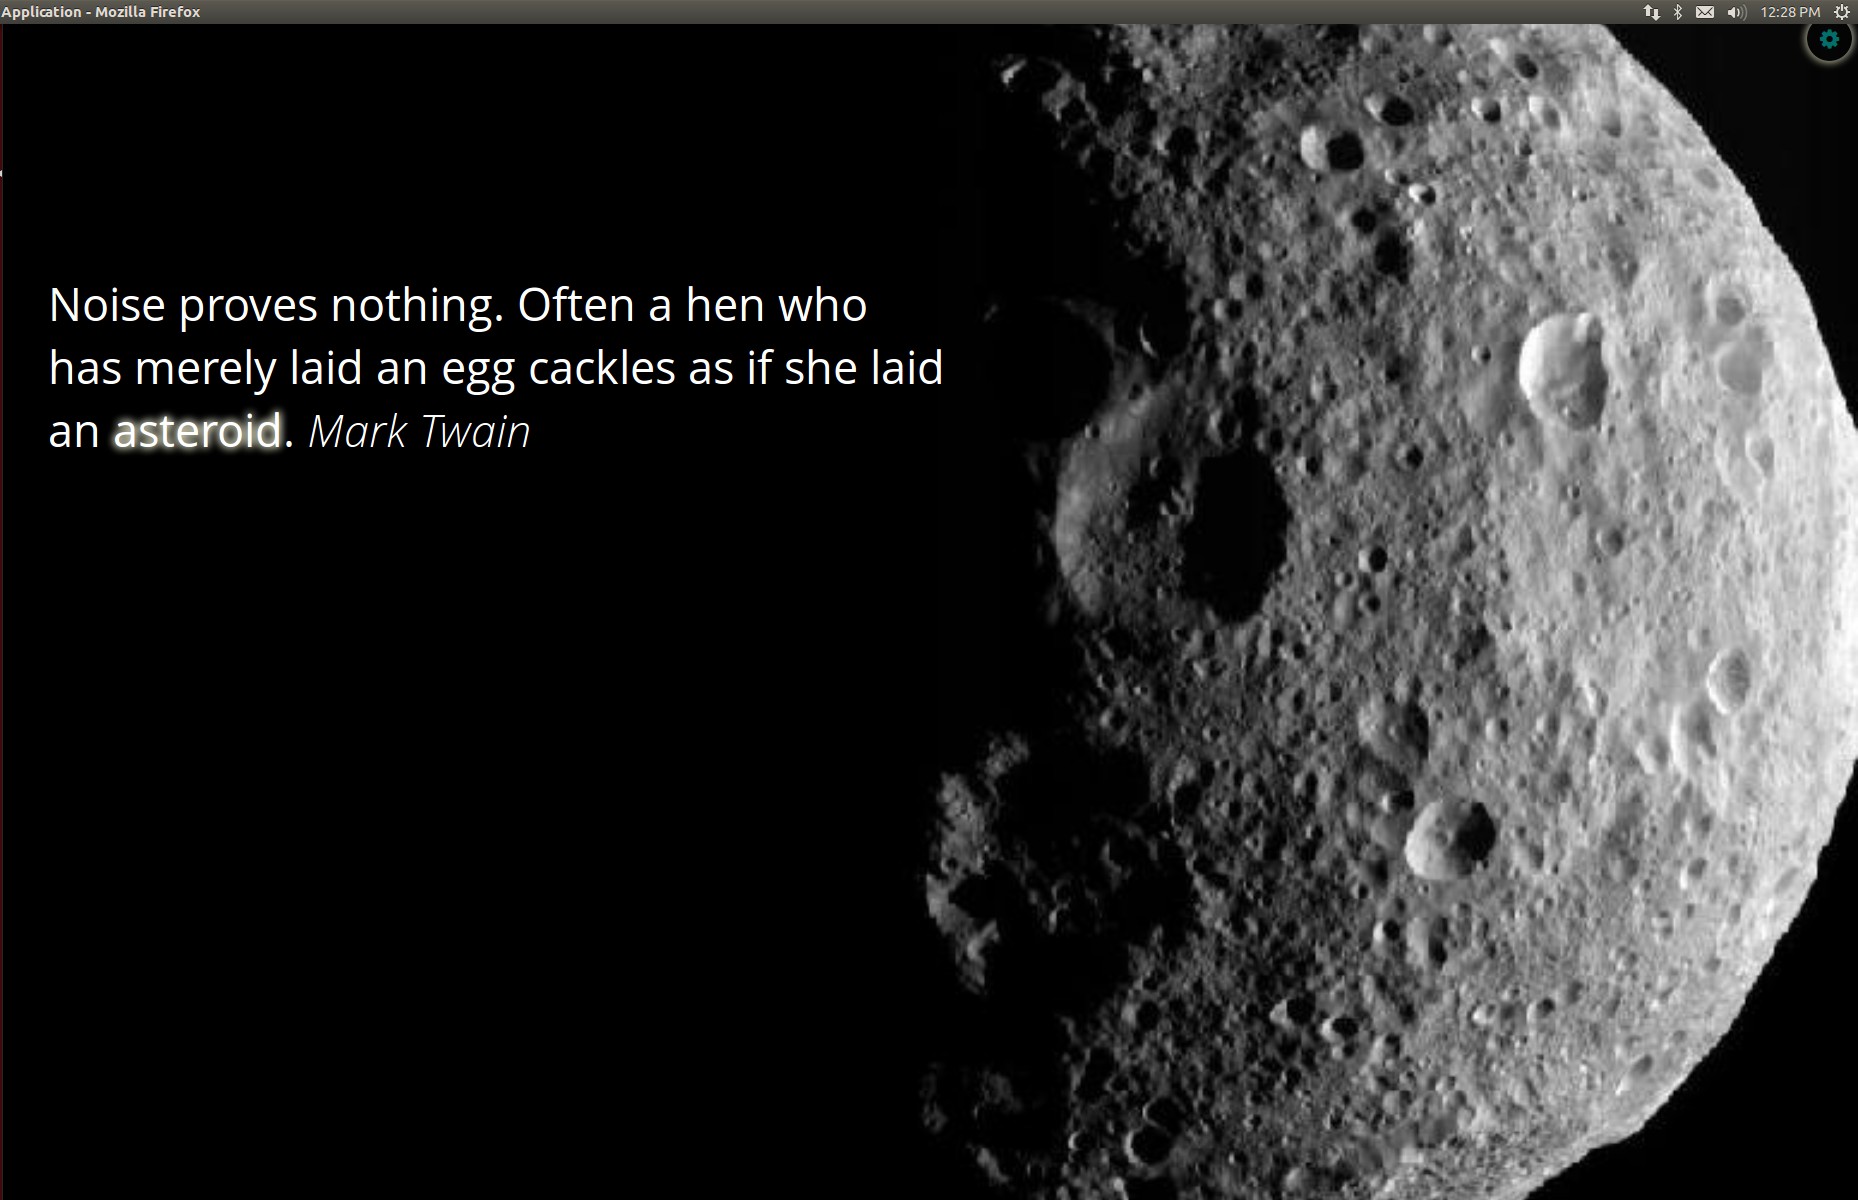 Application - Mozilla Firefox
12:28 PM
Noise proves nothing. Often a hen who
has merely laid an egg cackles as if she laid
an asteroid. Mark Twain